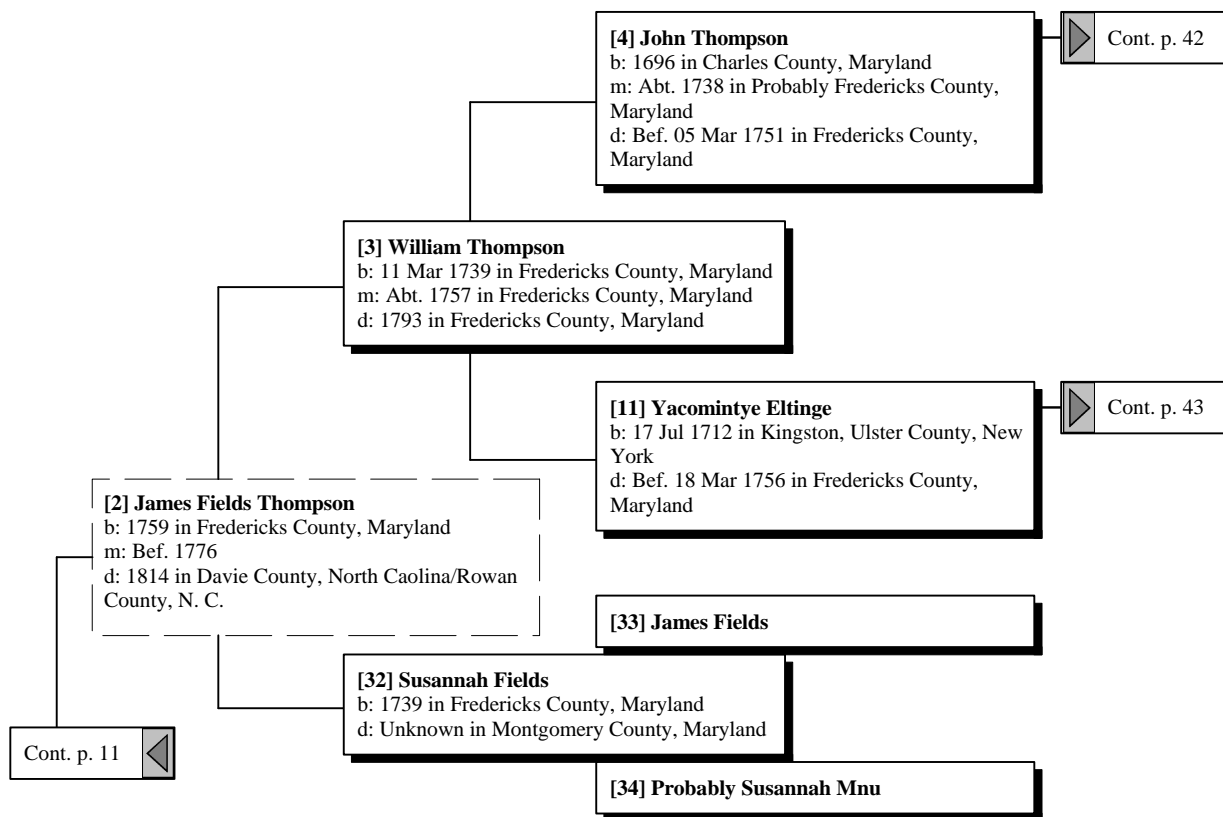 [4] John Thompson
b: 1696 in Charles County, Maryland
m: Abt. 1738 in Probably Fredericks County,
Maryland
d: Bef. 05 Mar 1751 in Fredericks County,
Maryland
Cont. p. 42
[3] William Thompson
b: 11 Mar 1739 in Fredericks County, Maryland
m: Abt. 1757 in Fredericks County, Maryland
d: 1793 in Fredericks County, Maryland
[11] Yacomintye Eltinge
b: 17 Jul 1712 in Kingston, Ulster County, New
York
d: Bef. 18 Mar 1756 in Fredericks County,
Maryland
Cont. p. 43
[2] James Fields Thompson
b: 1759 in Fredericks County, Maryland
m: Bef. 1776
d: 1814 in Davie County, North Caolina/Rowan
County, N. C.
[33] James Fields
[32] Susannah Fields
b: 1739 in Fredericks County, Maryland
d: Unknown in Montgomery County, Maryland
Cont. p. 11
[34] Probably Susannah Mnu